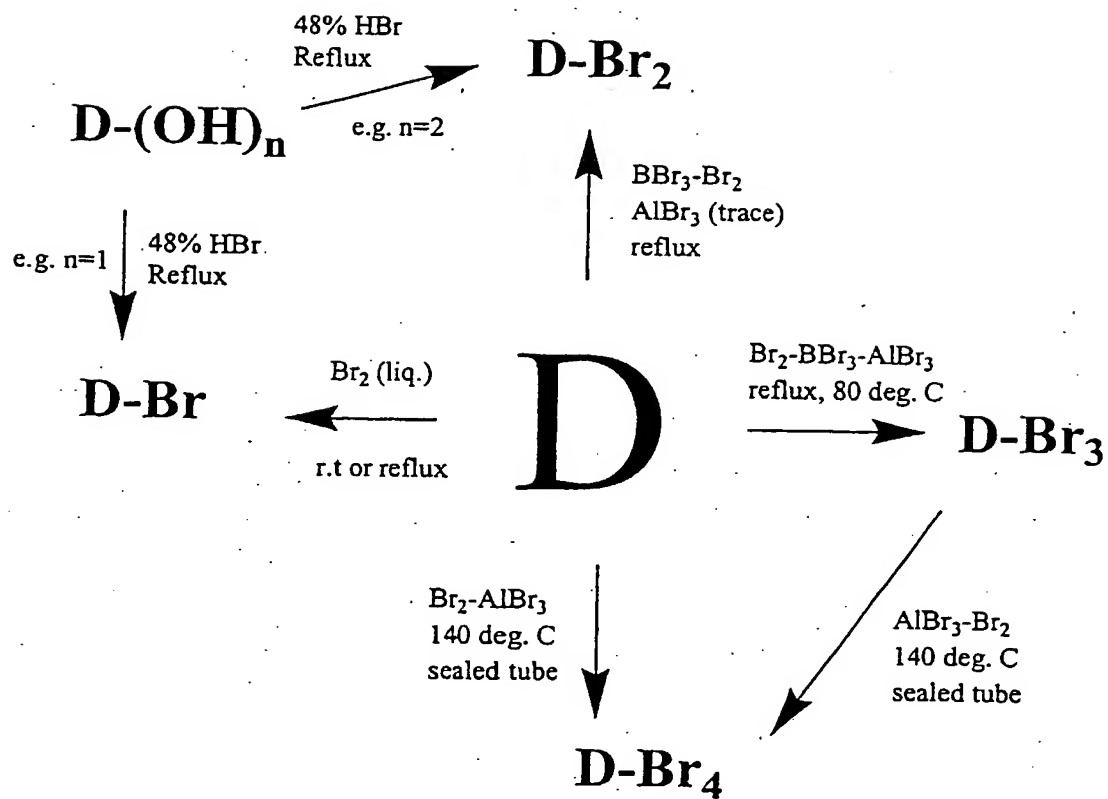 48% HBr
Reflux
D-Br₂
D-(OH)ₙ
e.g. n=2
BBr₃-Br₂
AlBr₃ (trace)
reflux
e.g. n=1
48% HBr
Reflux
Br₂-BBr₃-AlBr₃
reflux, 80 deg. C
Br₂ (liq.)
D-Br
D
D-Br₃
r.t or reflux
Br₂-AlBr₃
140 deg. C
sealed tube
AlBr₃-Br₂
140 deg. C
sealed tube
D-Br₄